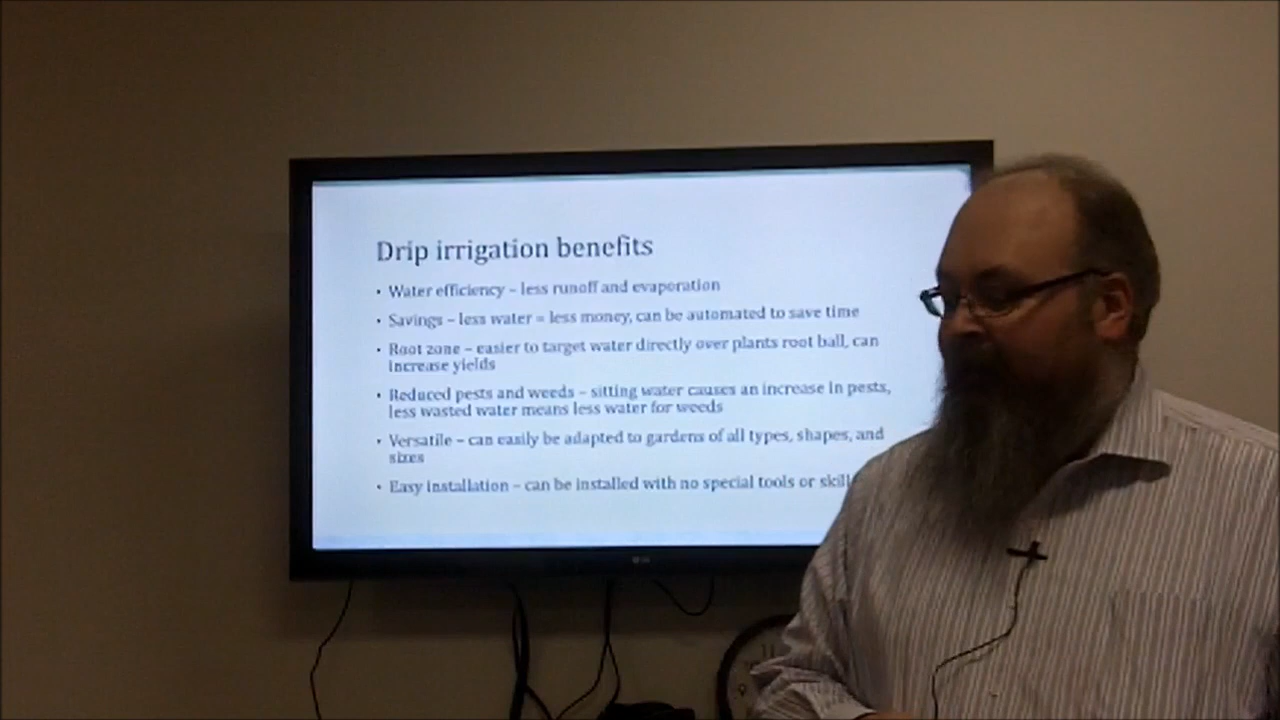 Drip irrigation benefits
• Water efficiency – less runoff and evaporation
• Savings – less water = less money, can be automated to save time
• Root zone – easier to target water directly over plants root ball, can
increase yields
• Reduced pests and weeds – sitting water causes an increase in pests,
less wasted water means less water for weeds
• Versatile – can easily be adapted to gardens of all types, shapes, and
sizes
• Easy installation – can be installed with no special tools or skill